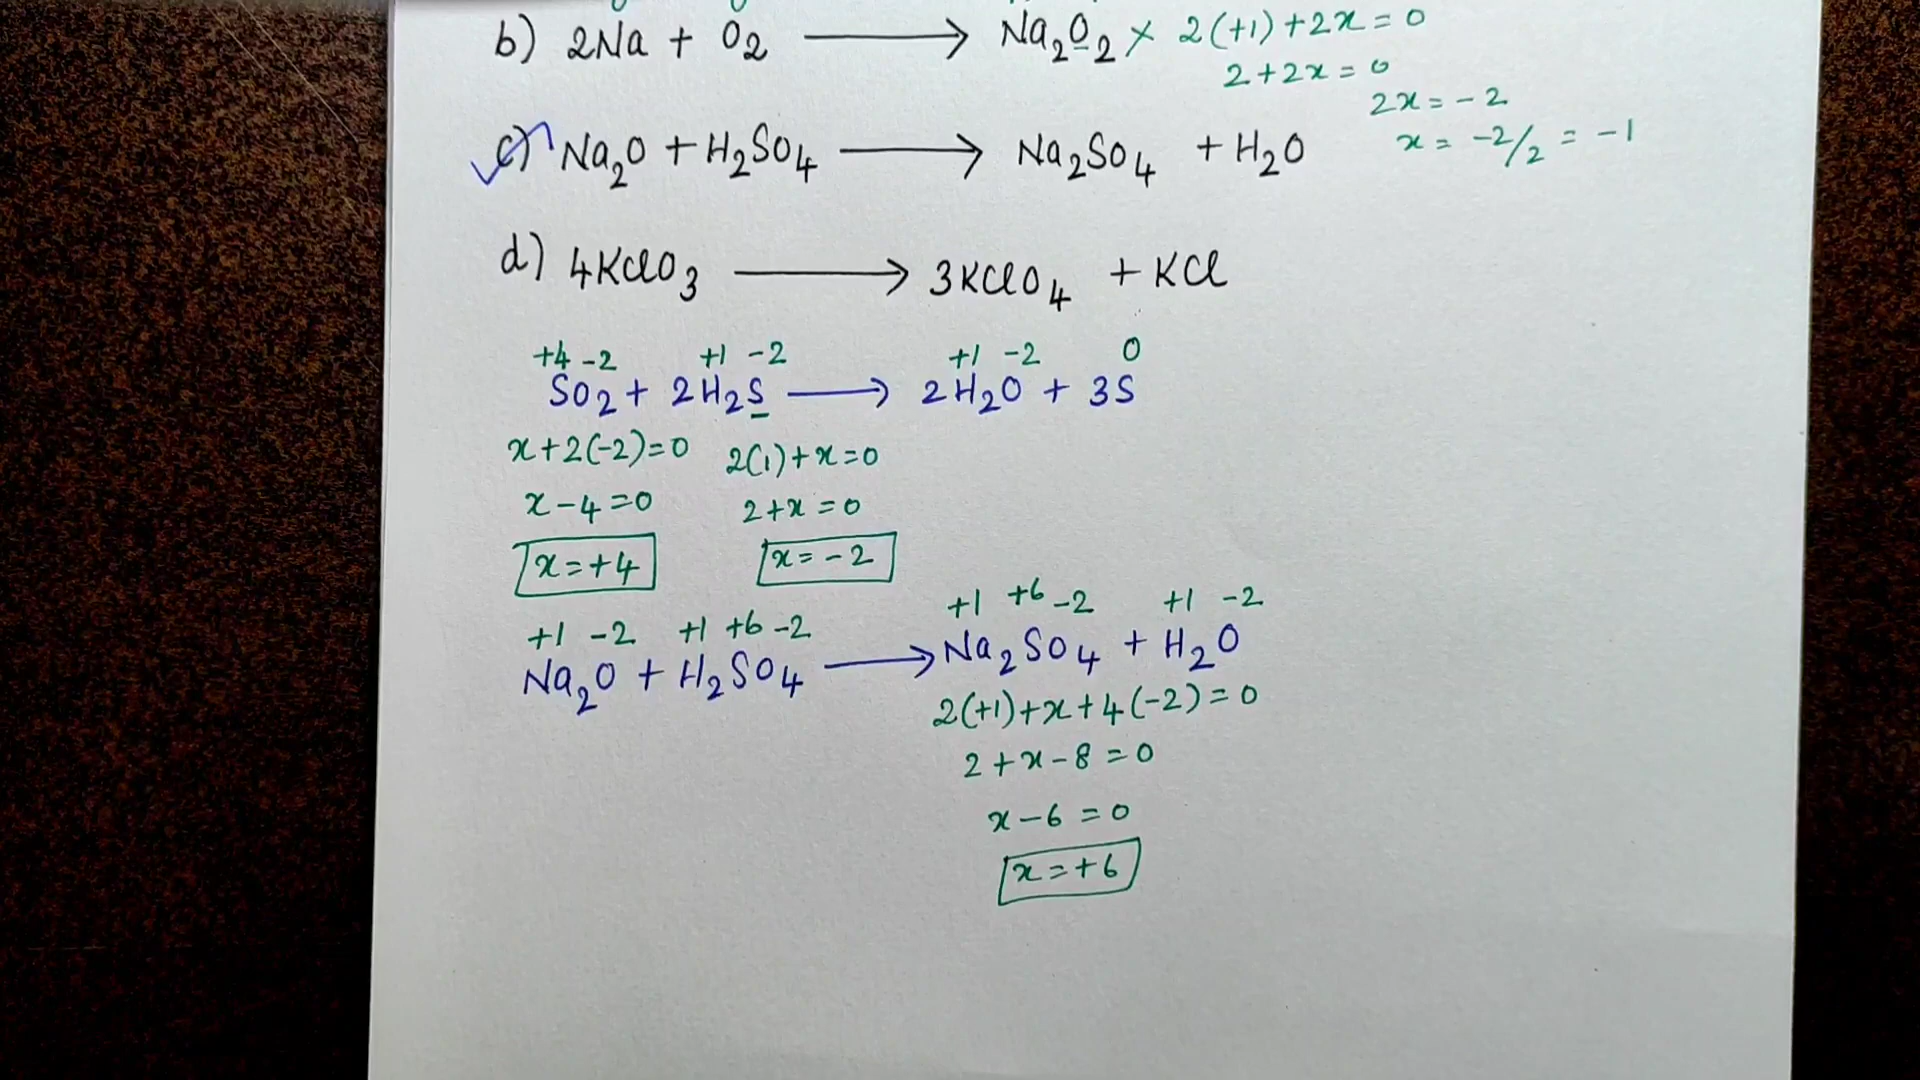 b) 2Na + O2 ⟶ Na2O2 × 2(+1)+2x=0
2+2x=0
2x=-2
x=-2/2=-1
c) Na2O + H2SO4 ⟶ Na2SO4 + H2O
d) 4KClO3 ⟶ 3KClO4 + KCl
+4 -2 +1 -2 +1 -2 0
SO2 + 2H2S ⟶ 2H2O + 3S
x+2(-2)=0 2(1)+x=0
x-4=0 2+x=0
x=+4 x=-2
+1 -2 +1 +6 -2 +1 +6 -2 +1 -2
Na2O + H2SO4 ⟶ Na2SO4 + H2O
2(+1)+x+4(-2)=0
2+x-8=0
x-6=0
x=+6